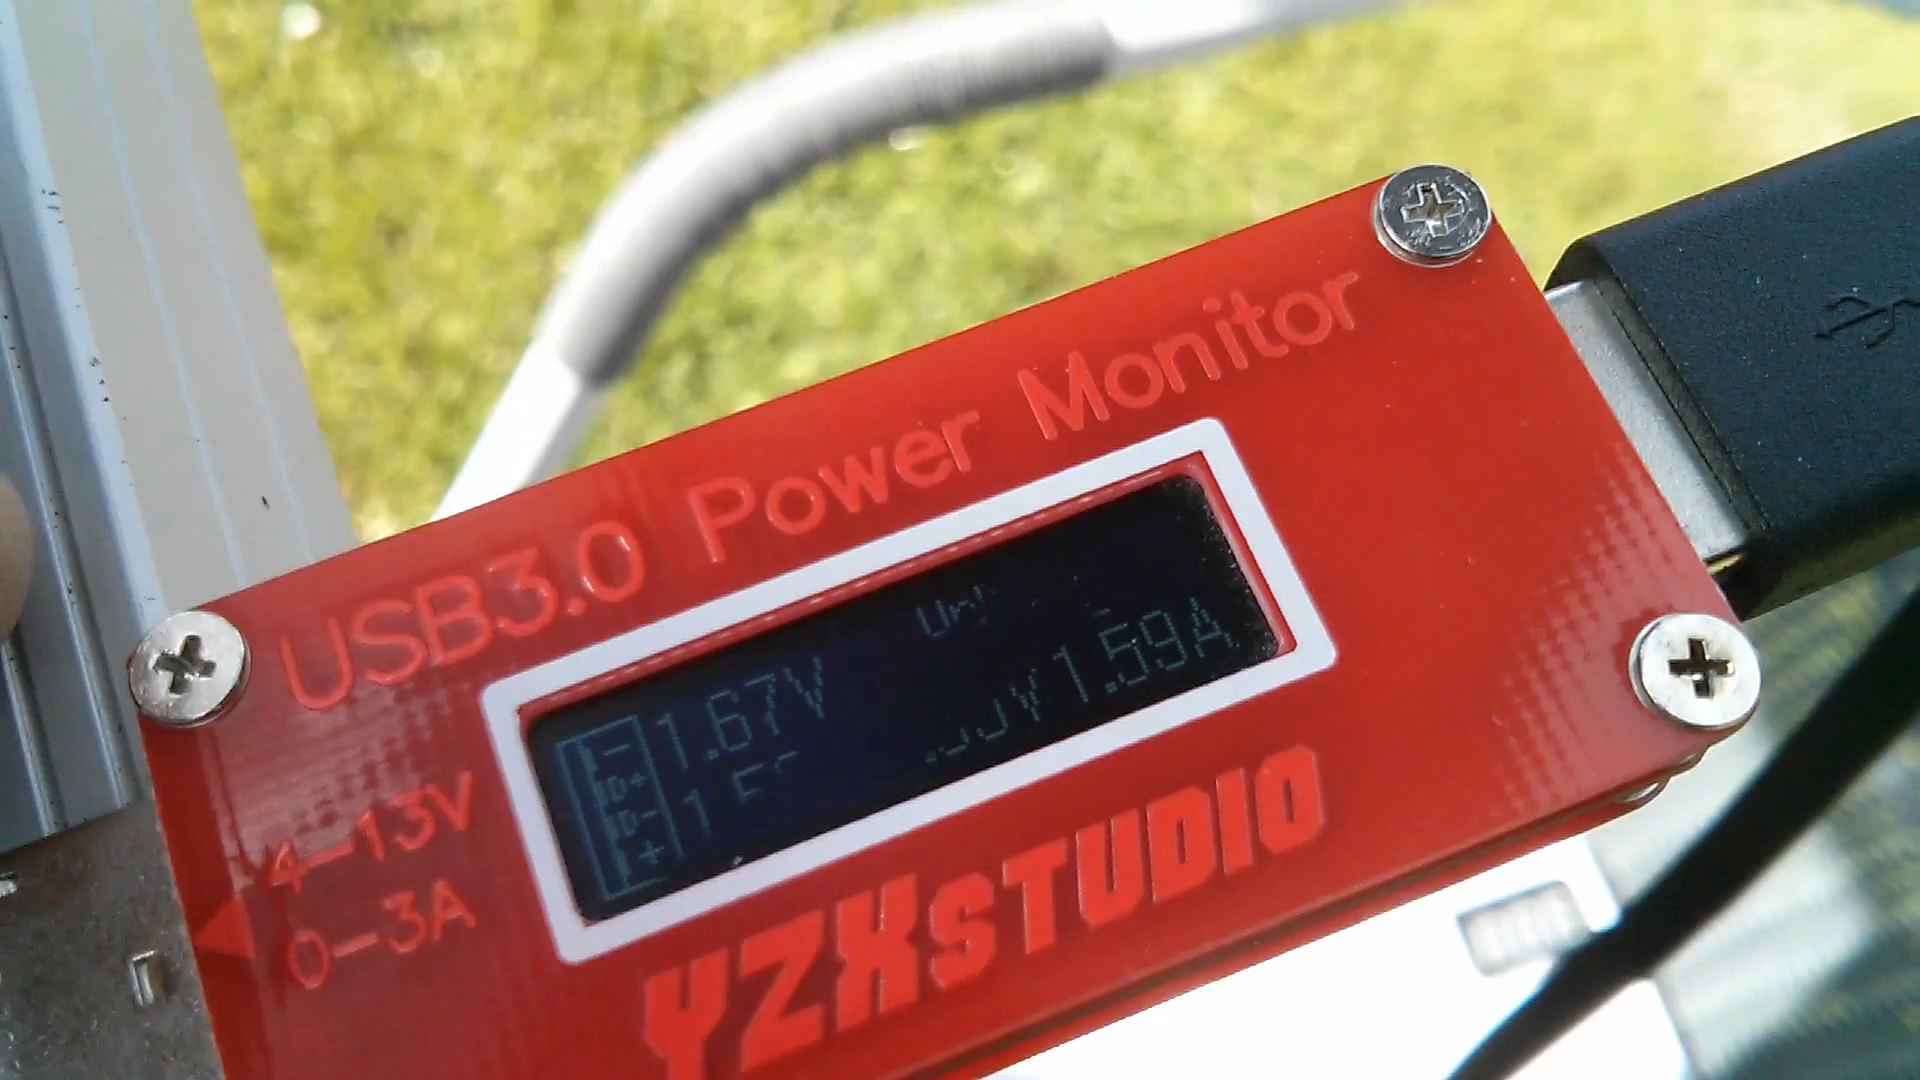 USB3.0 Power Monitor
1.67V
1.59A
D+
D-
4-13V
0-3A
YZXSTUDIO